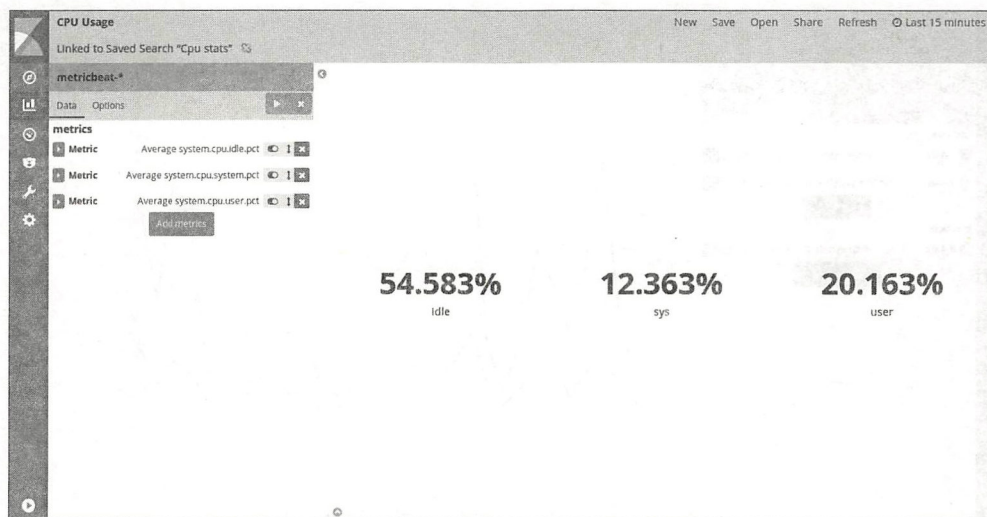 CPU Usage
New Save Open Share Refresh Last 15 minutes
Linked to Saved Search "Cpu stats"
metricbeat-*
Data Options
metrics
Metric Average system.cpu.idle.pct
Metric Average system.cpu.system.pct
Metric Average system.cpu.user.pct
Add metrics
54.583% 12.363% 20.163%
idle sys user